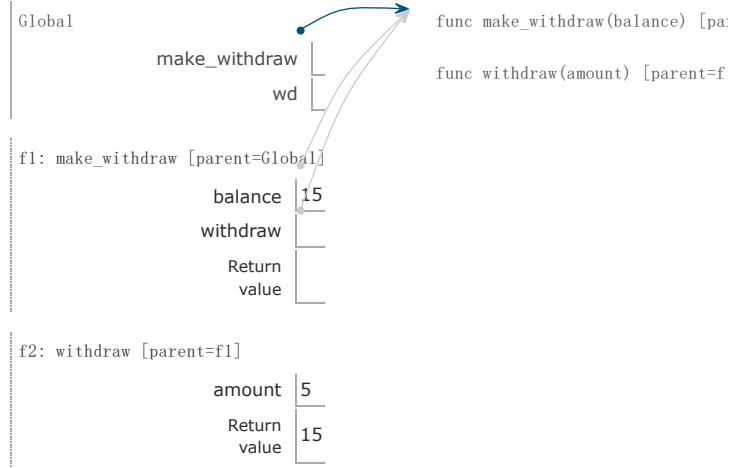 Global
func make_withdraw(balance) [pa
make_withdraw
func withdraw(amount) [parent=f
wd
f1: make_withdraw [parent=Global]
balance 15
withdraw
Return
value
f2: withdraw [parent=f1]
amount 5
Return
value 15